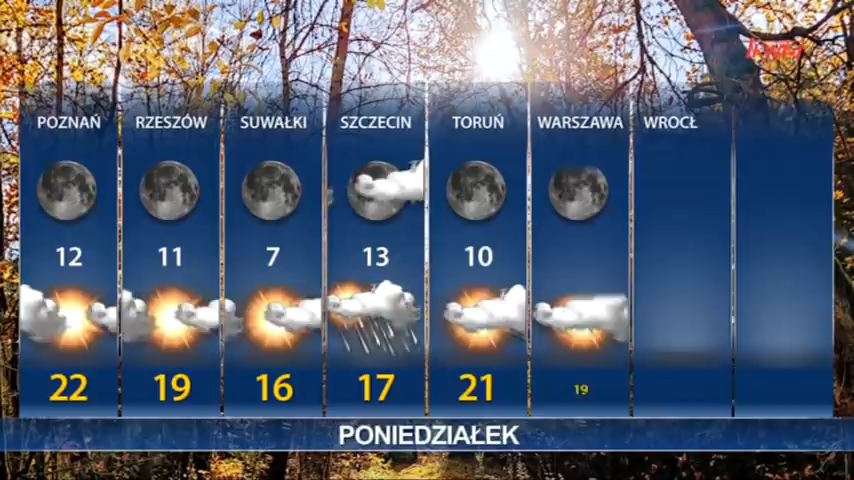 POZNAŃ RZESZÓW SUWAŁKI SZCZECIN TORUŃ WARSZAWA WROCŁ
12 11 7 13 10
22 19 16 17 21 19
PONIEDZIAŁEK